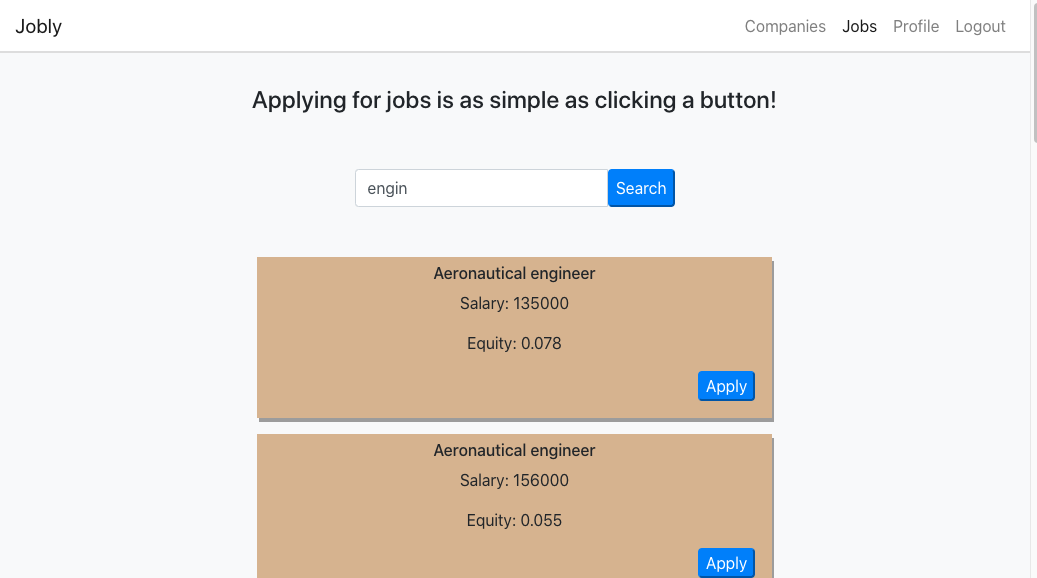 Jobly
Companies Jobs Profile Logout
Applying for jobs is as simple as clicking a button!
engin Search
Aeronautical engineer
Salary: 135000
Equity: 0.078
Apply
Aeronautical engineer
Salary: 156000
Equity: 0.055
Apply